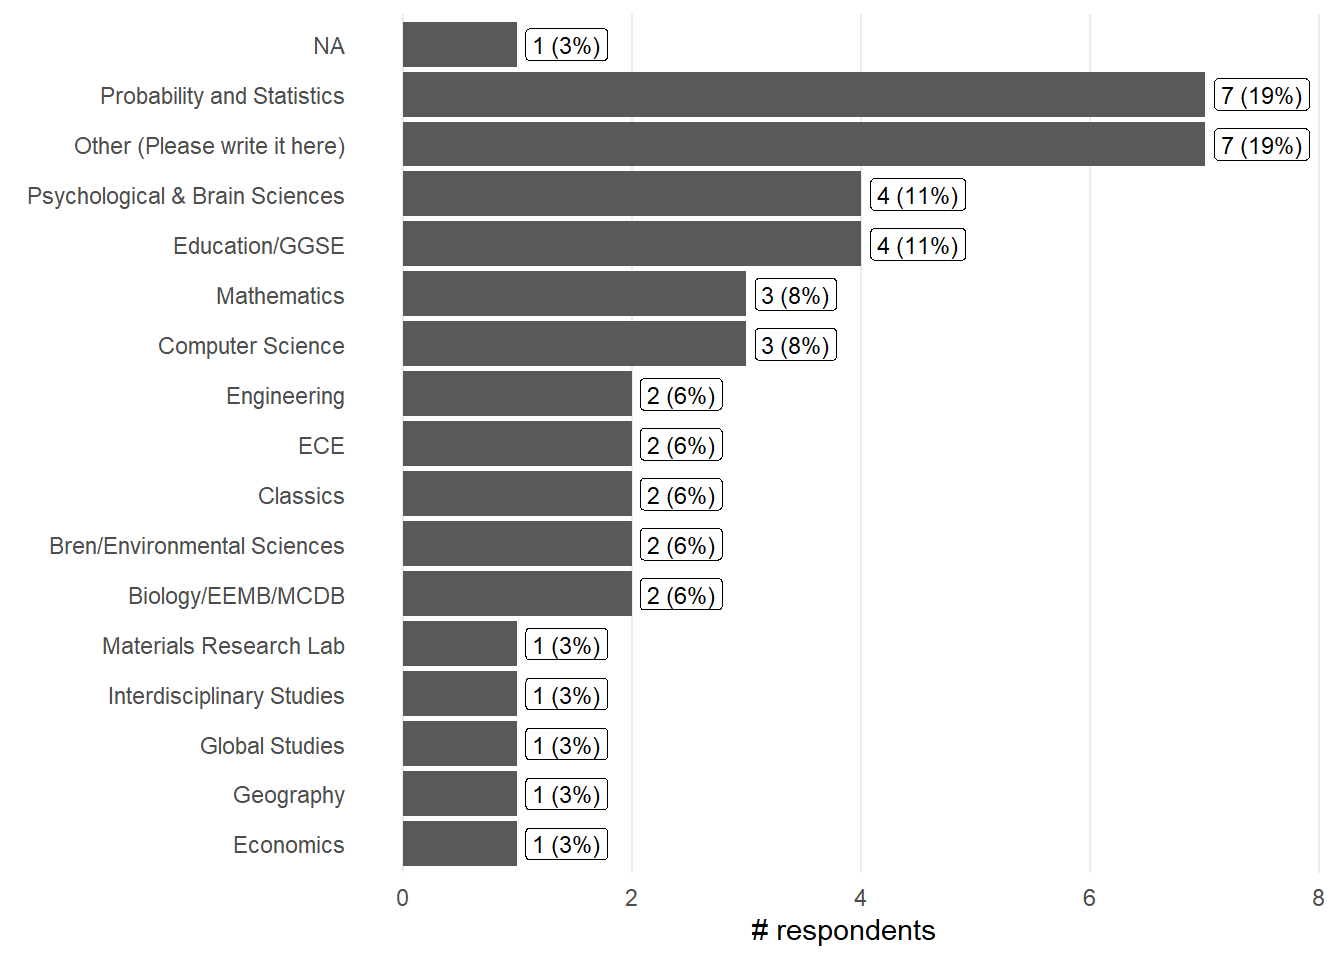 NA 1 (3%)
Probability and Statistics 7 (19%)
Other (Please write it here) 7 (19%)
Psychological & Brain Sciences 4 (11%)
Education/GGSE 4 (11%)
Mathematics 3 (8%)
Computer Science 3 (8%)
Engineering 2 (6%)
ECE 2 (6%)
Classics 2 (6%)
Bren/Environmental Sciences 2 (6%)
Biology/EEMB/MCDB 2 (6%)
Materials Research Lab 1 (3%)
Interdisciplinary Studies 1 (3%)
Global Studies 1 (3%)
Geography 1 (3%)
Economics 1 (3%)
0 2 4 6 8
# respondents